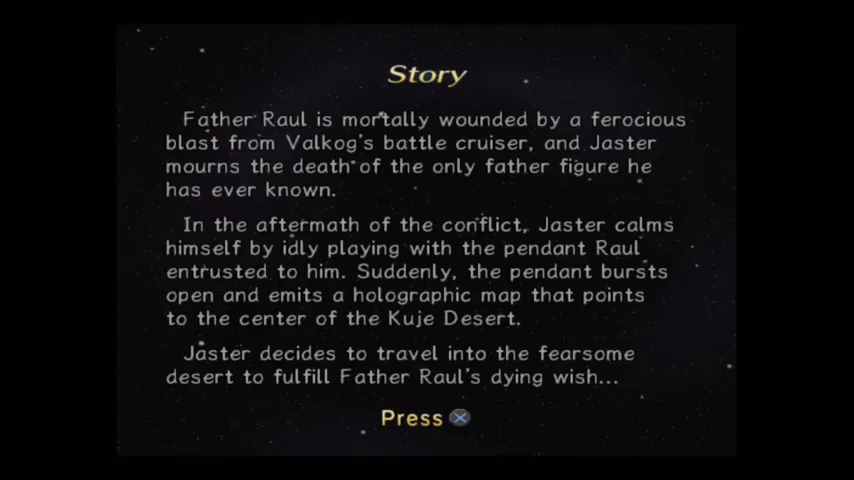 Story
Father Raul is mortally wounded by a ferocious
blast from Valkog's battle cruiser, and Jaster
mourns the death of the only father figure he
has ever known.
In the aftermath of the conflict, Jaster calms
himself by idly playing with the pendant Raul
entrusted to him. Suddenly, the pendant bursts
open and emits a holographic map that points
to the center of the Kuje Desert.
Jaster decides to travel into the fearsome
desert to fulfill Father Raul's dying wish...
Press